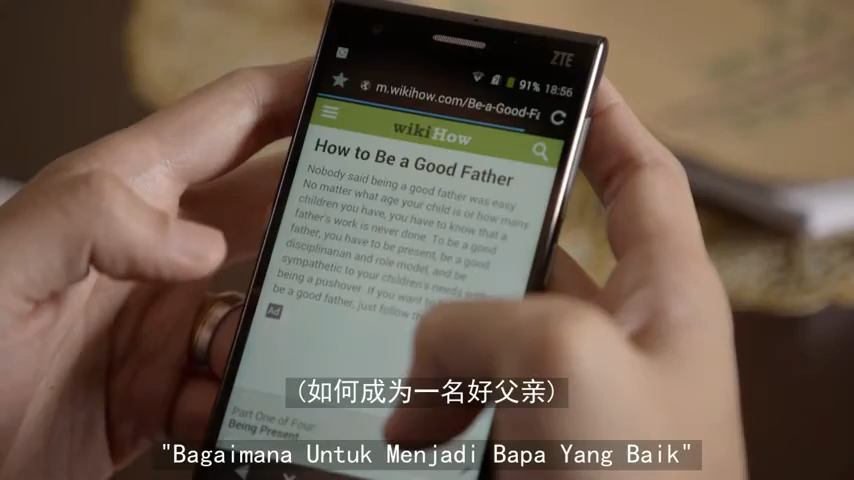 ZTE
91% 18:56
m.wikihow.com/Be-a-Good-Fa
wikiHow
How to Be a Good Father
Nobody said being a good father was easy.
No matter what age your child is or how many
children you have, you have to know that a
father's work is never done. To be a good
father, you have to be present, be a good
disciplinarian and role model, and be
sympathetic to your children's needs
being a pushover. If you want to
be a good father, just follow
Ad
Part One of Four:
Being Present
(如何成为一名好父亲)
"Bagaimana Untuk Menjadi Bapa Yang Baik"